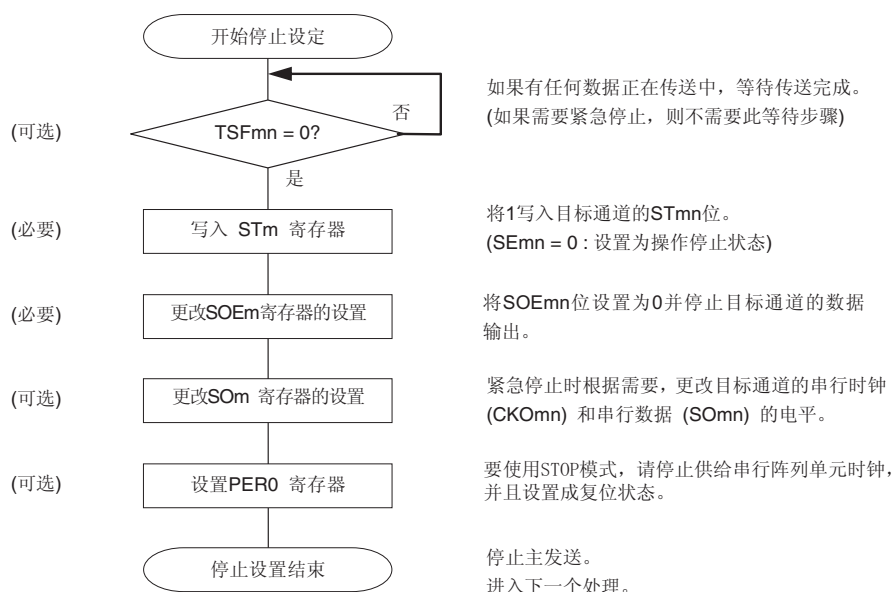 开始停止设定
如果有任何数据正在传送中，等待传送完成。
(如果需要紧急停止，则不需要此等待步骤)
否
(可选)
TSFmn = 0?
是
(必要)
写入 STm 寄存器
将1写入目标通道的STmn位。
(SEmn = 0 : 设置为操作停止状态)
(必要)
更改SOEm寄存器的设置
将SOEmn位设置为0并停止目标通道的数据
输出。
(可选)
更改SOm 寄存器的设置
紧急停止时根据需要，更改目标通道的串行时钟
(CKOmn) 和串行数据 (SOmn) 的电平。
(可选)
设置PER0 寄存器
要使用STOP模式，请停止供给串行阵列单元时钟，
并且设置成复位状态。
停止设置结束
停止主发送。
进入下一个处理。